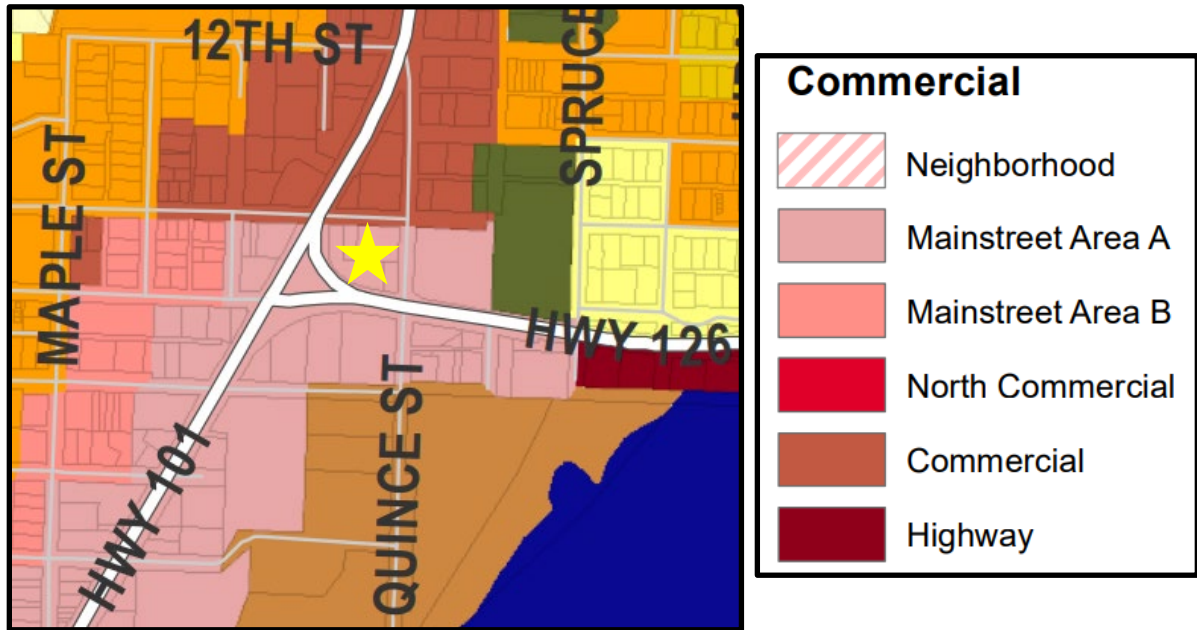 12TH ST
SPRUCE
MAPLE ST
HWY 126
QUINCE ST
HWY 101
Commercial
Neighborhood
Mainstreet Area A
Mainstreet Area B
North Commercial
Commercial
Highway